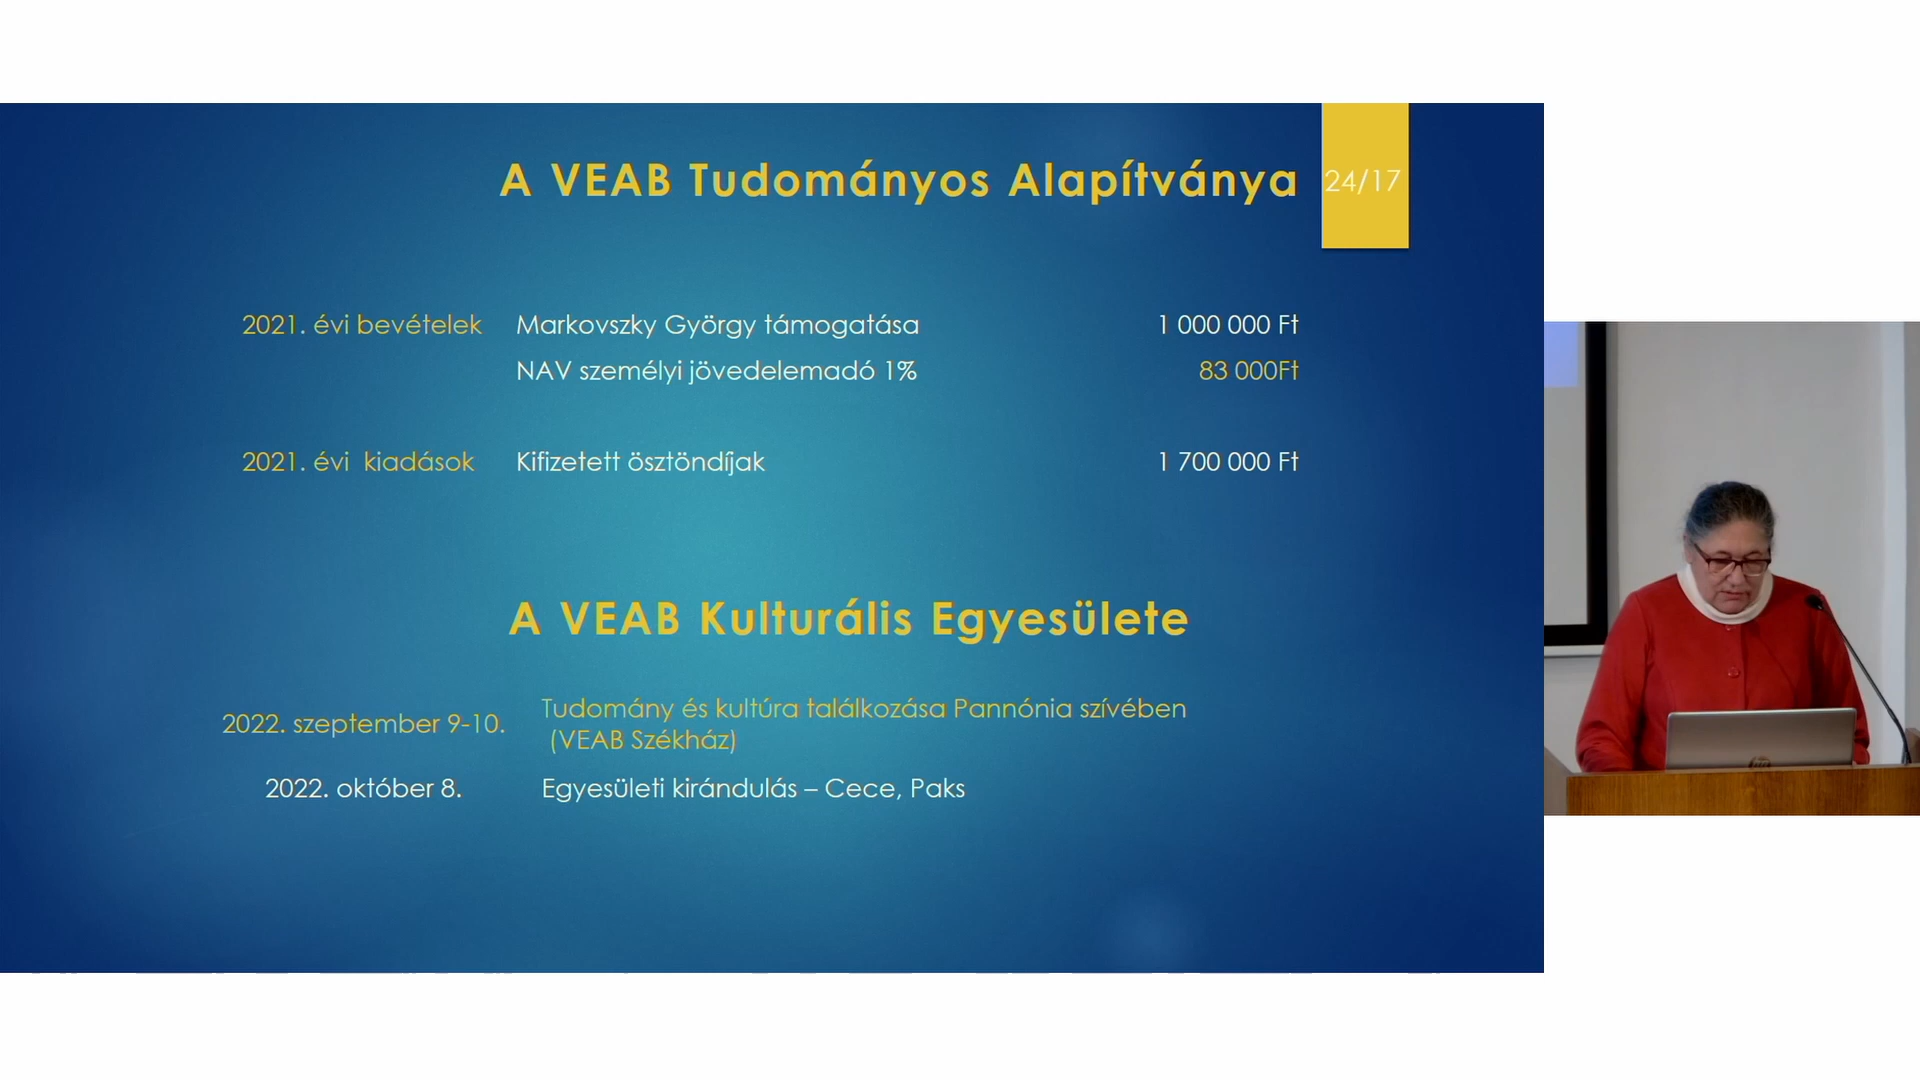 A VEAB Tudományos Alapítványa
24/17
2021. évi bevételek Markovszky György támogatása 1 000 000 Ft
NAV személyi jövedelemadó 1% 83 000Ft
2021. évi kiadások Kifizetett ösztöndíjak 1 700 000 Ft
A VEAB Kulturális Egyesülete
2022. szeptember 9-10. Tudomány és kultúra találkozása Pannónia szívében
(VEAB Székház)
2022. október 8. Egyesületi kirándulás – Cece, Paks